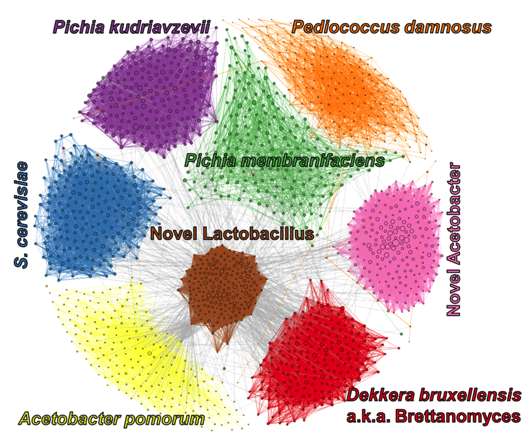 Pichia kudriavzevii
Pediococcus damnosus
Pichia membranifaciens
S. cerevisiae
Novel Acetobacter
Novel Lactobacillus
Dekkera bruxellensis
a.k.a. Brettanomyces
Acetobacter pomorum